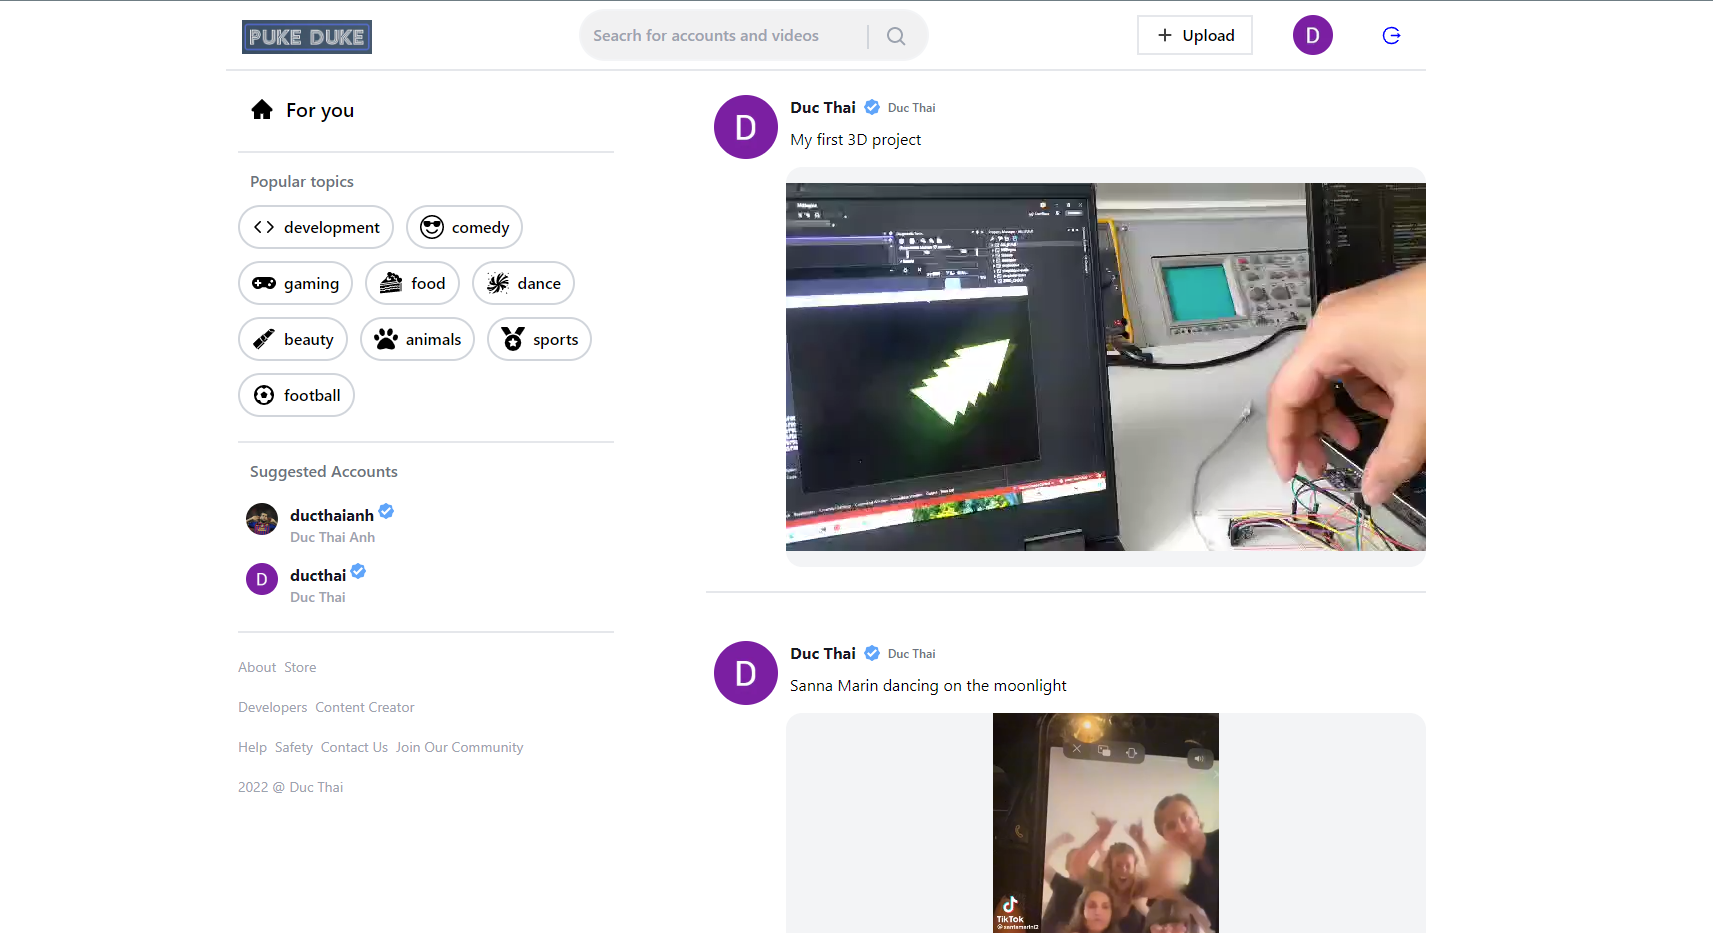 PUKE DUKE
Seacrh for accounts and videos
Upload
D
For you
Popular topics
development
comedy
gaming
food
dance
beauty
animals
sports
football
Suggested Accounts
ducthaianh
Duc Thai Anh
D
ducthai
Duc Thai
About Store
Developers Content Creator
Help Safety Contact Us Join Our Community
2022 @ Duc Thai
D
Duc Thai Duc Thai
My first 3D project
D
Duc Thai Duc Thai
Sanna Marin dancing on the moonlight
TikTok